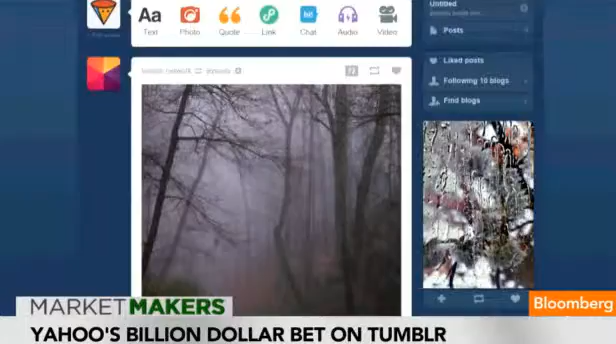 Untitled
Aa
Text
Photo
Quote
Link
hi!
Chat
Audio
Video
Posts
Liked posts
Following 10 blogs
Find blogs
Bloomberg
MARKETMAKERS
YAHOO'S BILLION DOLLAR BET ON TUMBLR